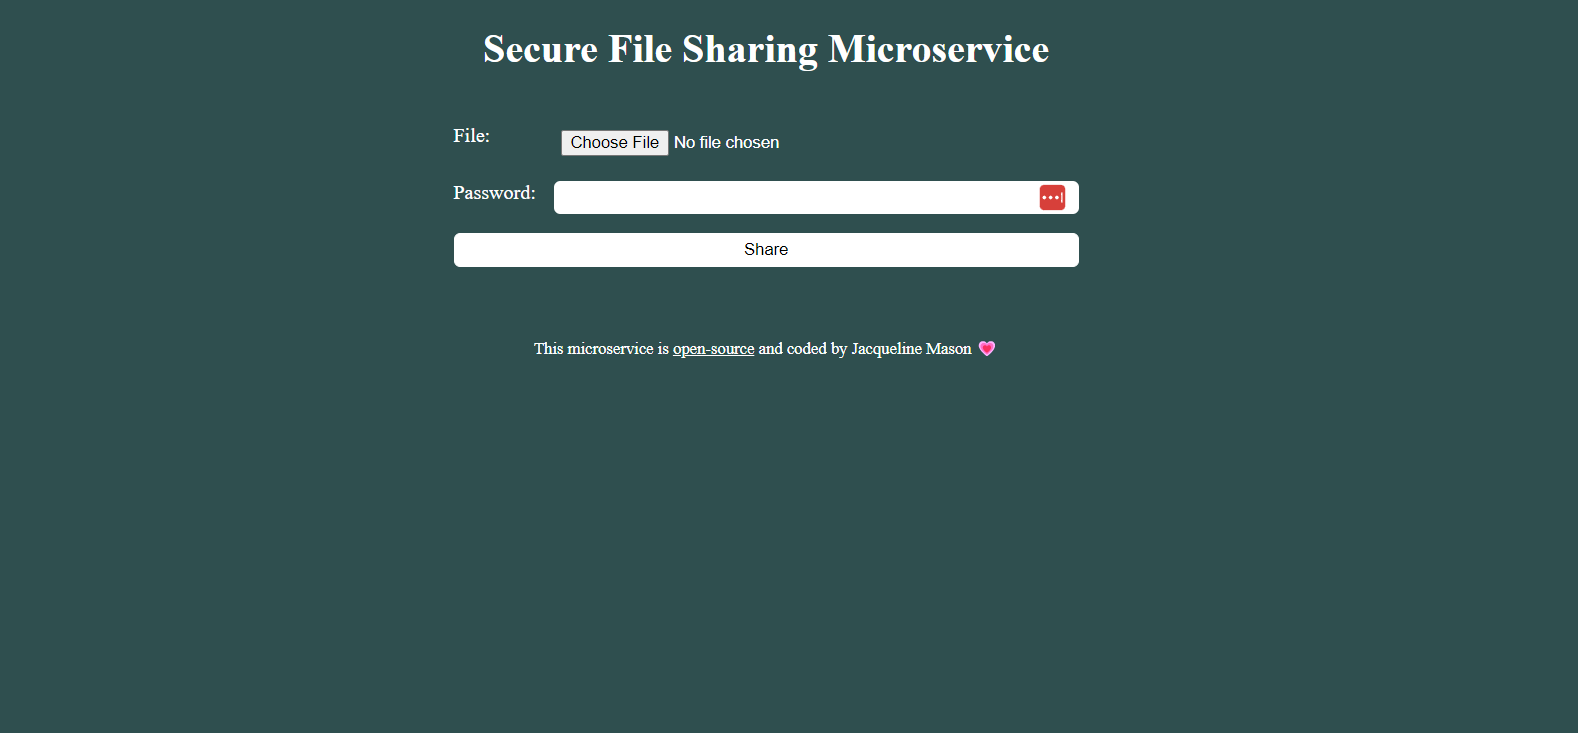 Secure File Sharing Microservice
File:
Choose File No file chosen
Password:
Share
This microservice is open-source and coded by Jacqueline Mason 💗